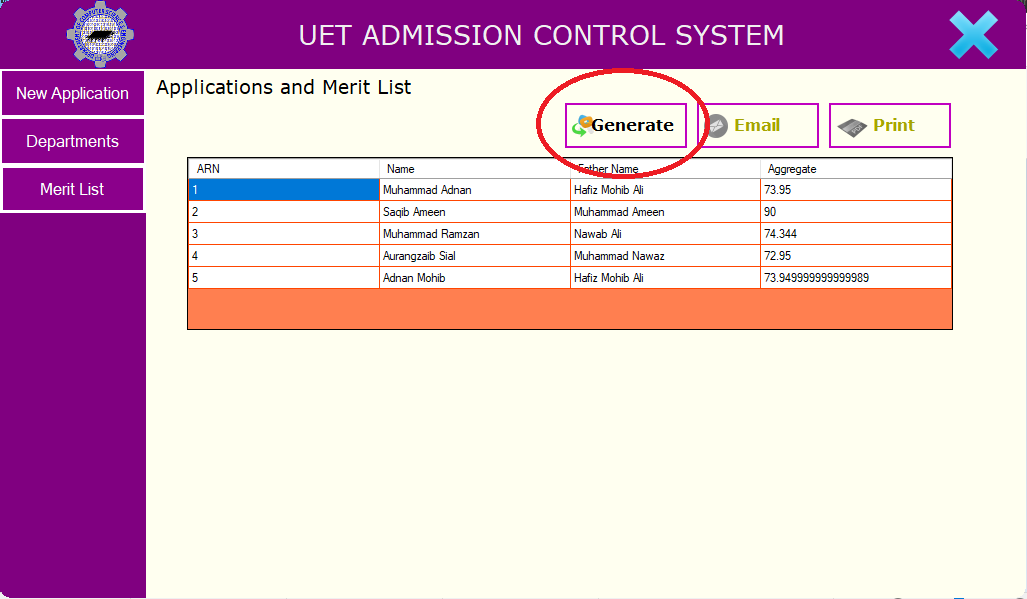 UET ADMISSION CONTROL SYSTEM
New Application
Departments
Merit List
Applications and Merit List
Generate Email Print
ARN Name Father Name Aggregate
1 Muhammad Adnan Hafiz Mohib Ali 73.95
2 Saqib Ameen Muhammad Ameen 90
3 Muhammad Ramzan Nawab Ali 74.344
4 Aurangzaib Sial Muhammad Nawaz 72.95
5 Adnan Mohib Hafiz Mohib Ali 73.949999999999989